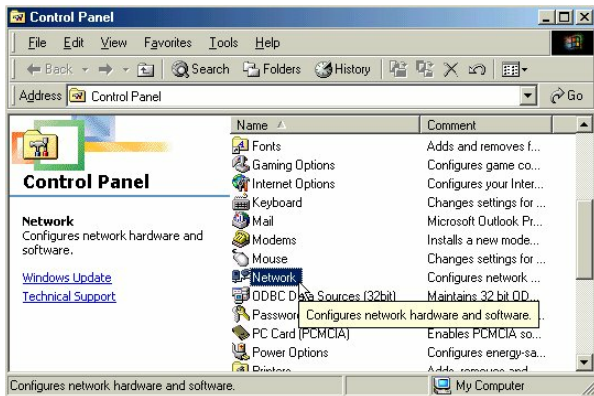 Control Panel
File Edit View Favorites Tools Help
Back Search Folders History
Address Control Panel Go
Name Comment
Control Panel
Network
Configures network hardware and
software.
Windows Update
Technical Support
Fonts Adds and removes f...
Gaming Options Configures game co...
Internet Options Configures your Inter...
Keyboard Changes settings for ...
Mail Microsoft Outlook Pr...
Modems Installs a new mode...
Mouse Changes settings for ...
Network Configures network ...
ODBC Data Sources (32bit) Maintains 32 bit OD...
Configures network hardware and software.
PC Card (PCMCIA) Enables PCMCIA so...
Power Options Configures energy-sa...
Printers Adds, removes and
Configures network hardware and software. My Computer